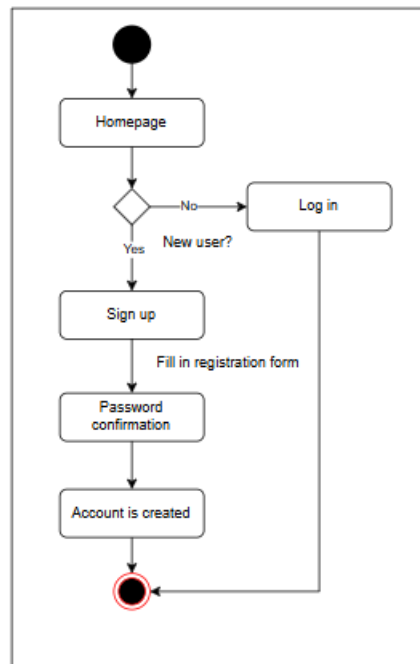 Homepage
No
Log in
New user?
Yes
Sign up
Fill in registration form
Password
confirmation
Account is created